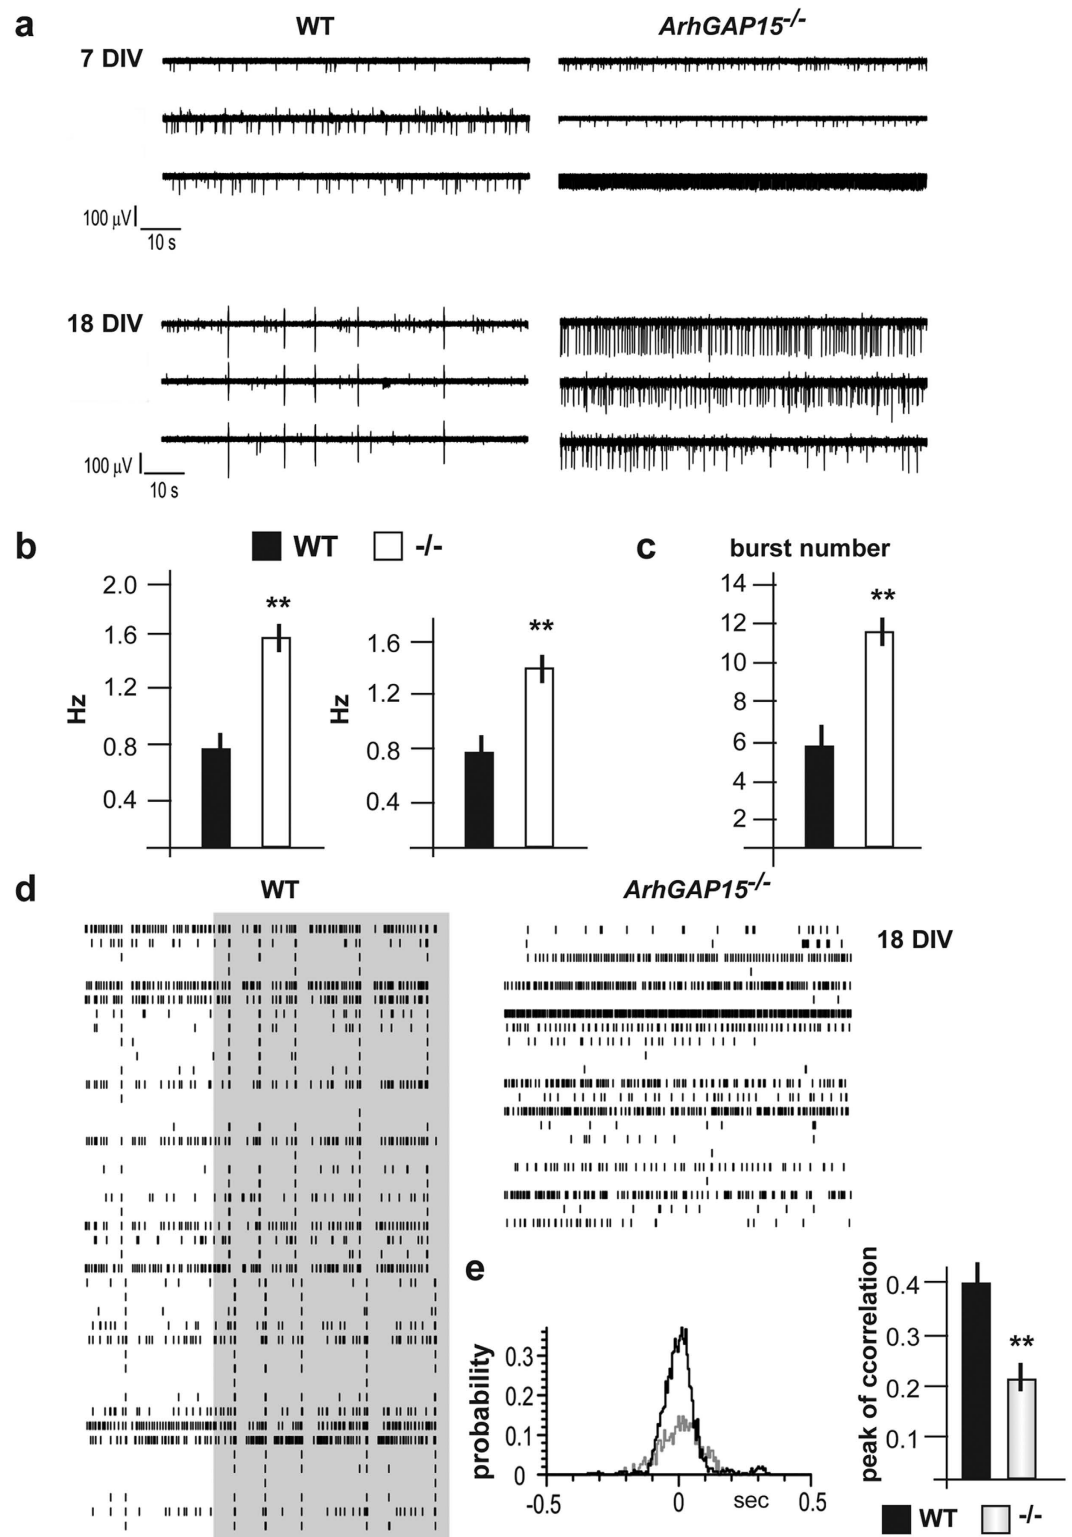 a
WT
ArhGAP15-/-
7 DIV
100 µV
10 s
18 DIV
100 µV
10 s
b
WT
-/-
c
burst number
2.0
1.6
1.2
0.8
0.4
Hz
**
1.6
1.2
0.8
0.4
Hz
**
14
12
10
8
6
4
2
**
d
WT
ArhGAP15-/-
18 DIV
e
probability
0.3
0.2
0.1
0
-0.5
0
sec
0.5
peak of ccorrelation
0.4
0.3
0.2
0.1
**
WT
-/-